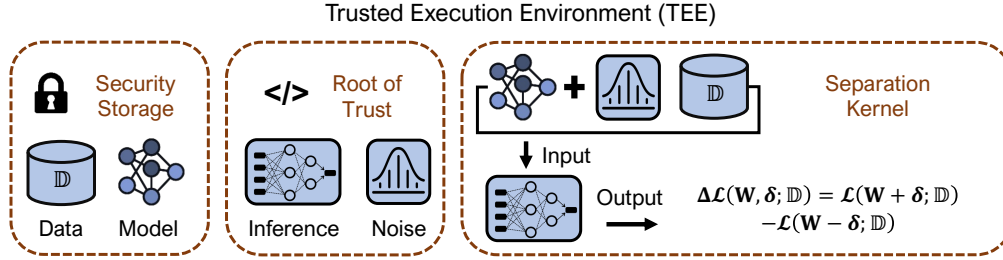 Trusted Execution Environment (TEE)
Security
Storage
𝔻
Data
Model
</>
Root of
Trust
Inference
Noise
+
𝔻
Separation
Kernel
Input
Output
Δ𝓛(𝐖, 𝜹; 𝔻) = 𝓛(𝐖 + 𝜹; 𝔻)
−𝓛(𝐖 − 𝜹; 𝔻)